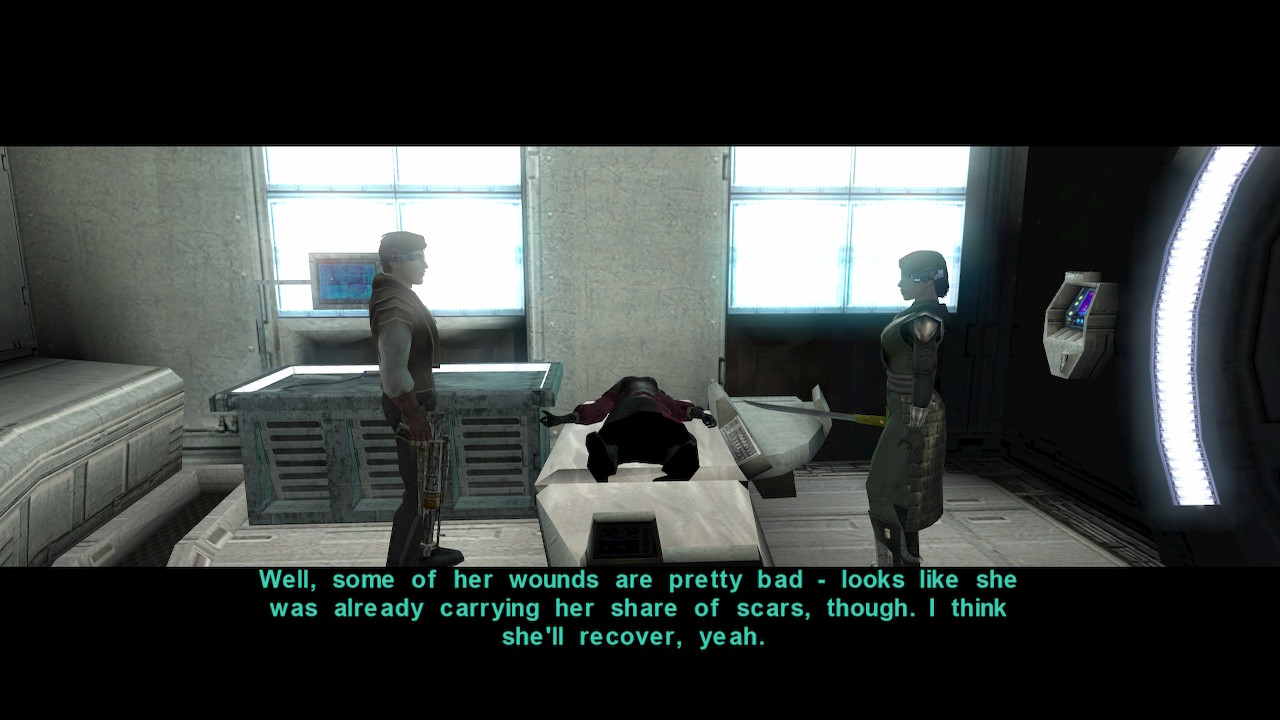 Well, some of her wounds are pretty bad - looks like she
was already carrying her share of scars, though. I think
she'll recover, yeah.